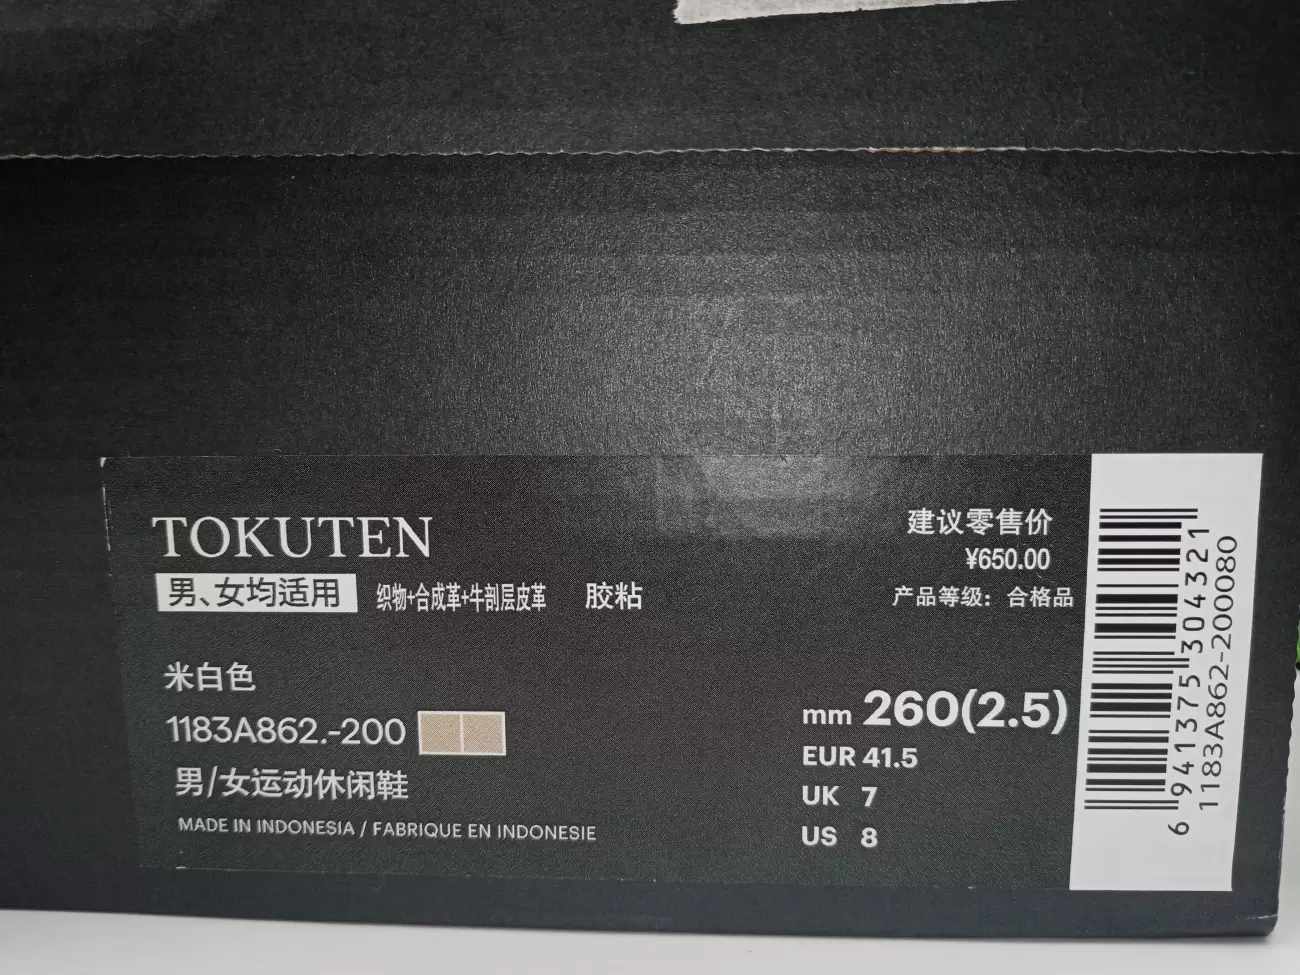 TOKUTEN
男、女均适用 织物+合成革+牛剖层皮革 胶粘
米白色
1183A862.-200
男/女运动休闲鞋
MADE IN INDONESIA / FABRIQUE EN INDONESIE
建议零售价
¥650.00
产品等级：合格品
mm 260(2.5)
EUR 41.5
UK 7
US 8
6 941375 304321
1183A862-200080